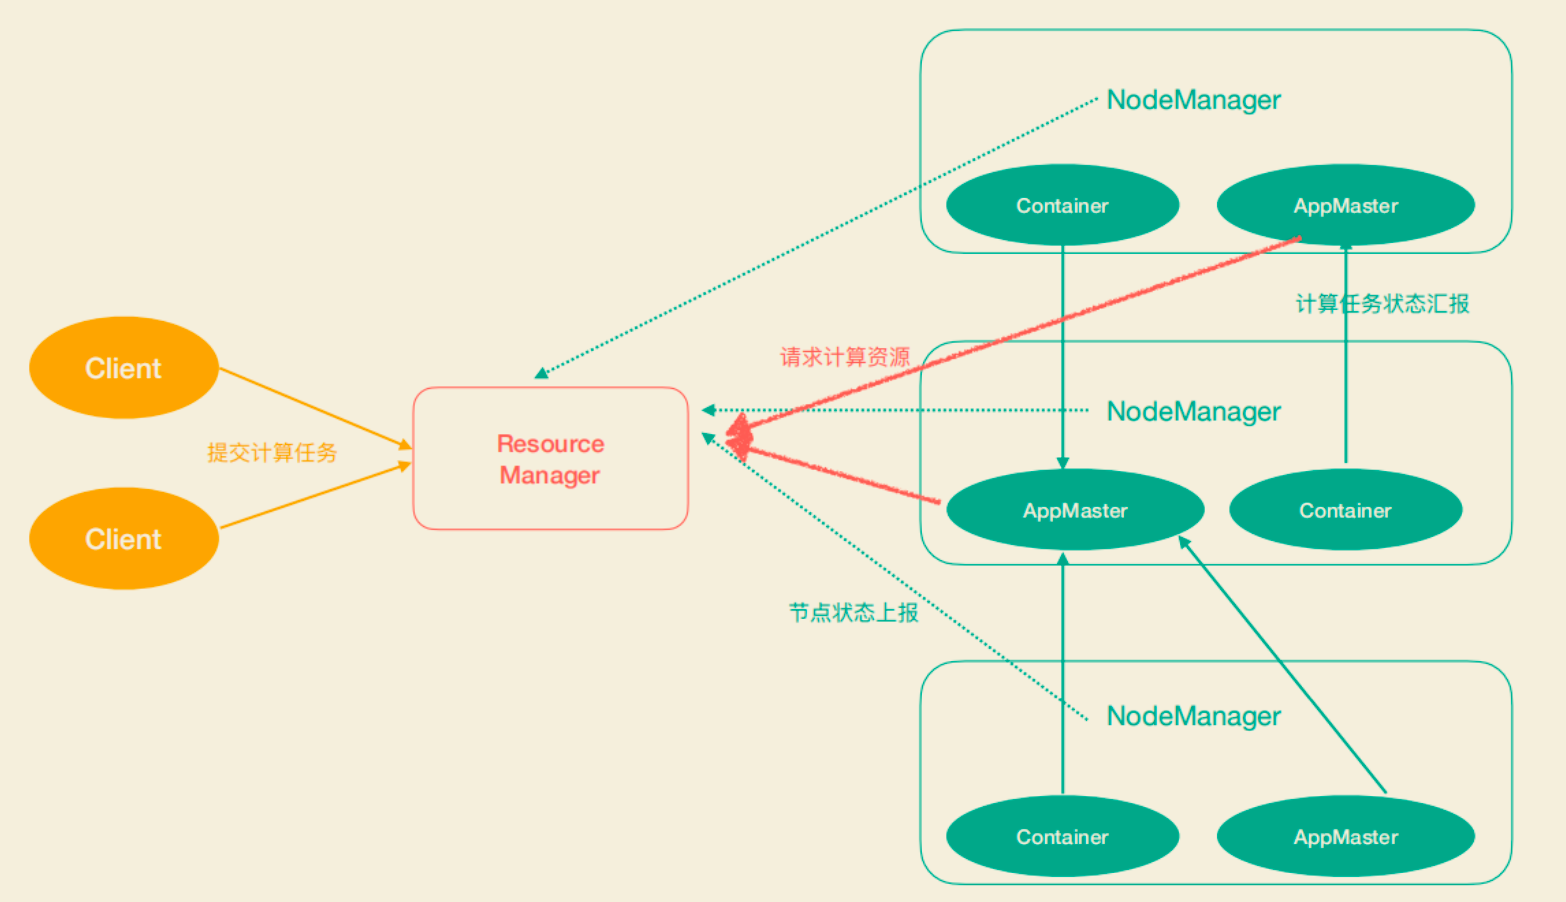 NodeManager
Container
AppMaster
计算任务状态汇报
请求计算资源
Client
提交计算任务
Client
Resource
Manager
NodeManager
AppMaster
Container
节点状态上报
NodeManager
Container
AppMaster